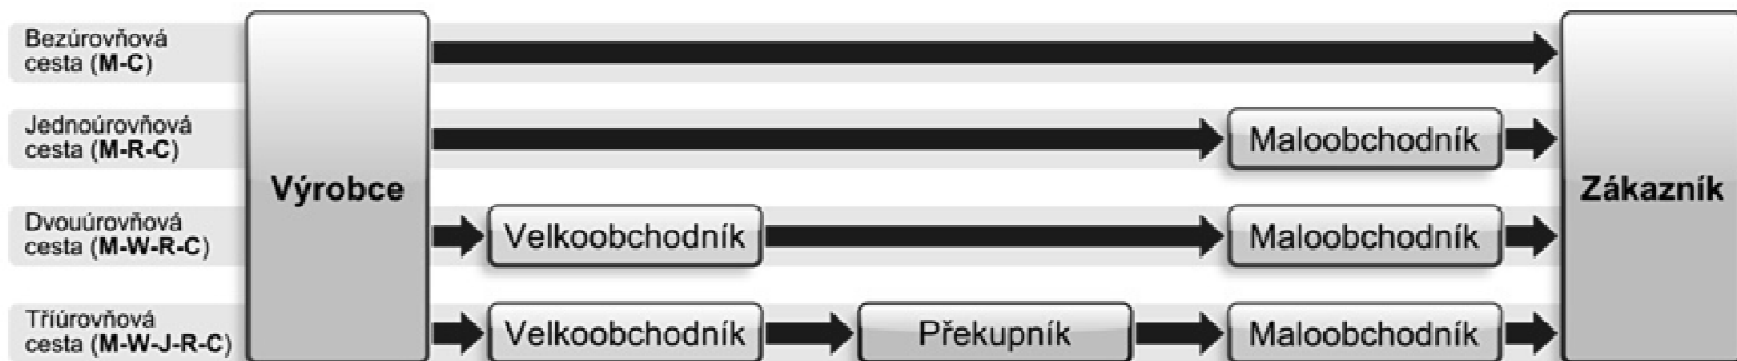 Bezúrovňová
cesta (M-C)
Jednoúrovňová
cesta (M-R-C)
Maloobchodník
Výrobce
Zákazník
Dvouúrovňová
cesta (M-W-R-C)
Velkoobchodník
Maloobchodník
Tříúrovňová
cesta (M-W-J-R-C)
Velkoobchodník
Překupník
Maloobchodník